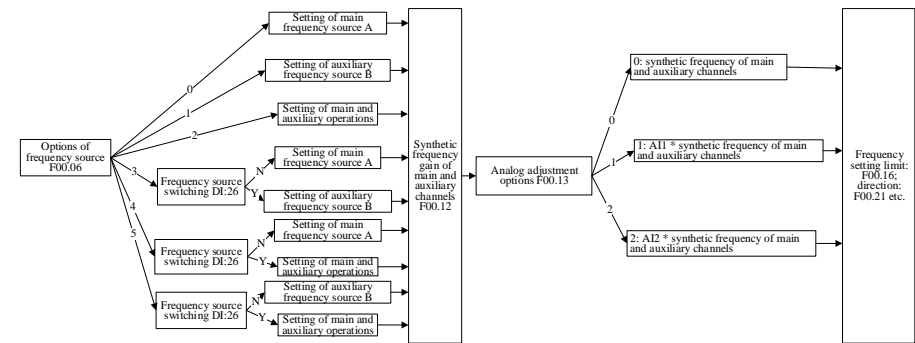 Options of
frequency source
F00.06
0
1
2
3
4
5
Setting of main
frequency source A
Setting of auxiliary
frequency source B
Setting of main and
auxiliary operations
Frequency source
switching DI:26
N
Y
Setting of main
frequency source A
Setting of auxiliary
frequency source B
Frequency source
switching DI:26
N
Y
Setting of main
frequency source A
Setting of main and
auxiliary operations
Frequency source
switching DI:26
N
Y
Setting of auxiliary
frequency source B
Setting of main and
auxiliary operations
Synthetic
frequency
gain of
main and
auxiliary
channels
F00.12
Analog adjustment
options F00.13
0
1
2
0: synthetic frequency of main
and auxiliary channels
1: AI1 * synthetic frequency of main
and auxiliary channels
2: AI2 * synthetic frequency of main
and auxiliary channels
Frequency
setting limit:
F00.16;
direction:
F00.21 etc.